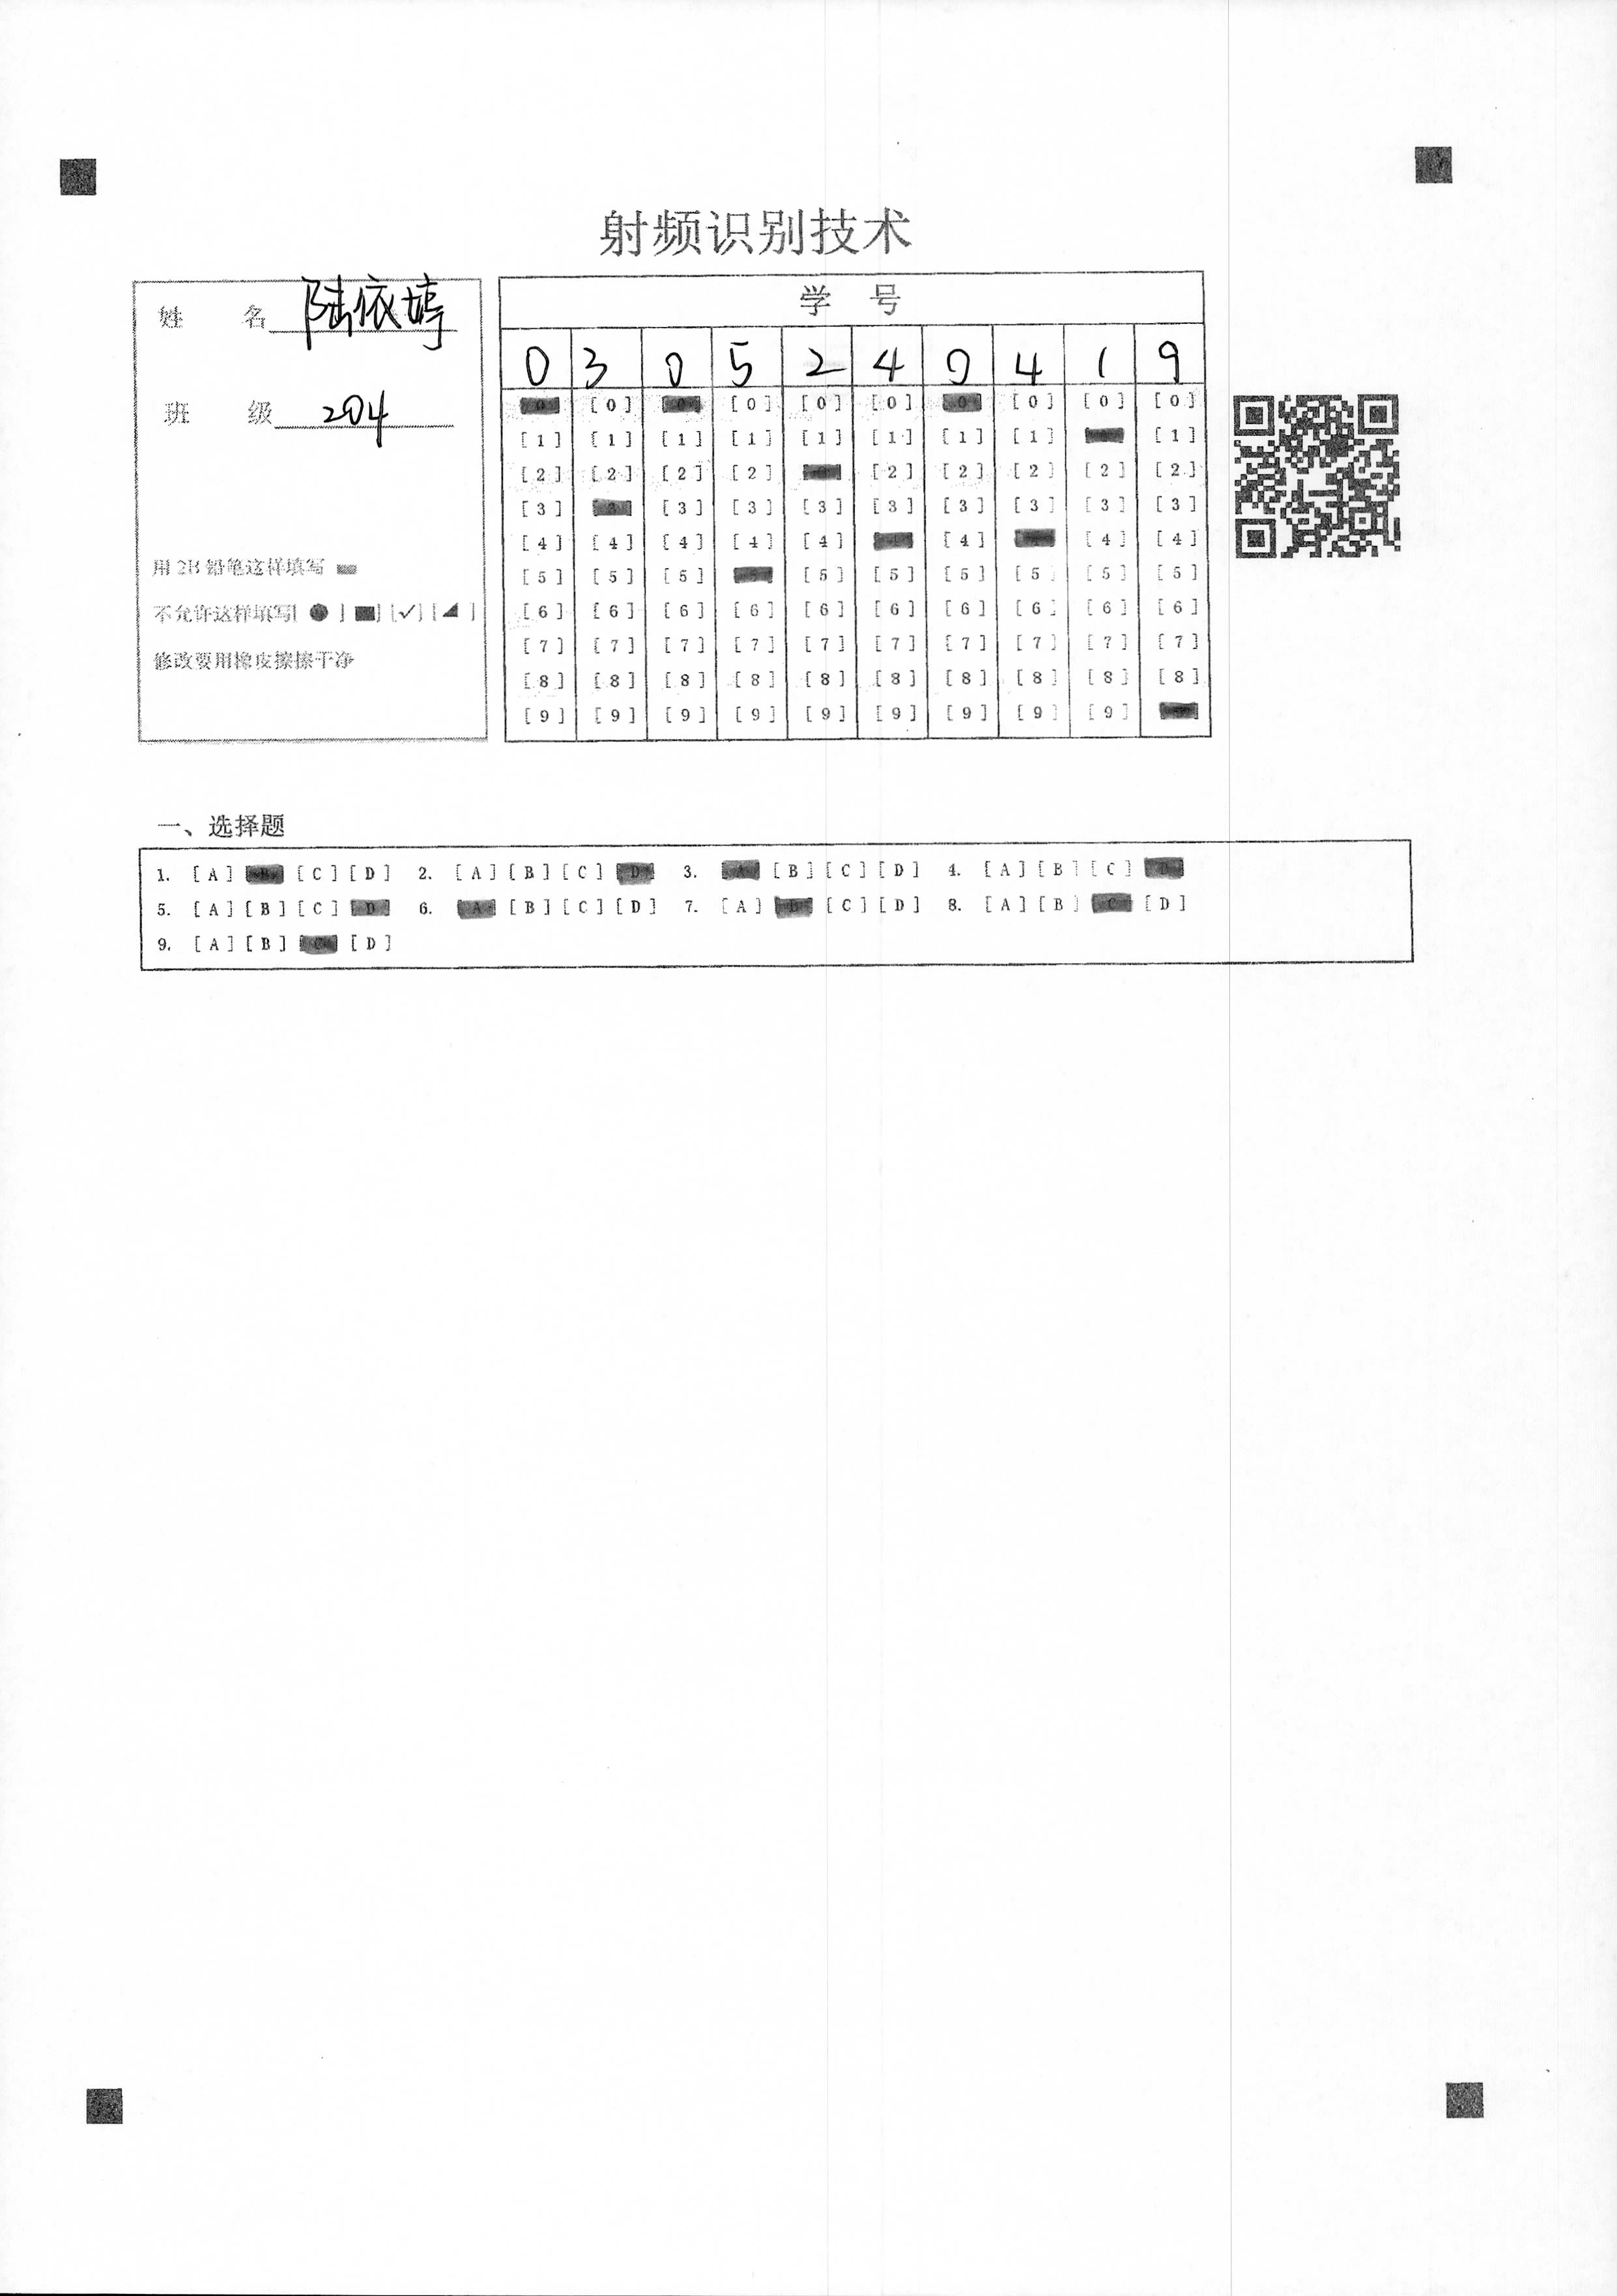 射频识别技术
姓 名 陆依婷
班 级 204
用 2B 铅笔这样填写
不允许这样填写[ ● ] ■] [✓] [◢ ]
修改要用橡皮擦擦干净
学 号
0 3 0 5 2 4 0 4 1 9
[0] [0] [0] [0] [0] [0] [0] [0] [0] [0]
[1] [1] [1] [1] [1] [1] [1] [1] [1]
[2] [2] [2] [2] [2] [2] [2] [2] [2]
[3] [3] [3] [3] [3] [3] [3] [3] [3] [3]
[4] [4] [4] [4] [4] [4] [4] [4]
[5] [5] [5] [5] [5] [5] [5] [5] [5]
[6] [6] [6] [6] [6] [6] [6] [6] [6] [6]
[7] [7] [7] [7] [7] [7] [7] [7] [7] [7]
[8] [8] [8] [8] [8] [8] [8] [8] [8] [8]
[9] [9] [9] [9] [9] [9] [9] [9] [9]
一、选择题
1. [A] [B] [C] [D] 2. [A] [B] [C] [D] 3. [A] [B] [C] [D] 4. [A] [B] [C] [D]
5. [A] [B] [C] [D] 6. [A] [B] [C] [D] 7. [A] [B] [C] [D] 8. [A] [B] [C] [D]
9. [A] [B] [C] [D]